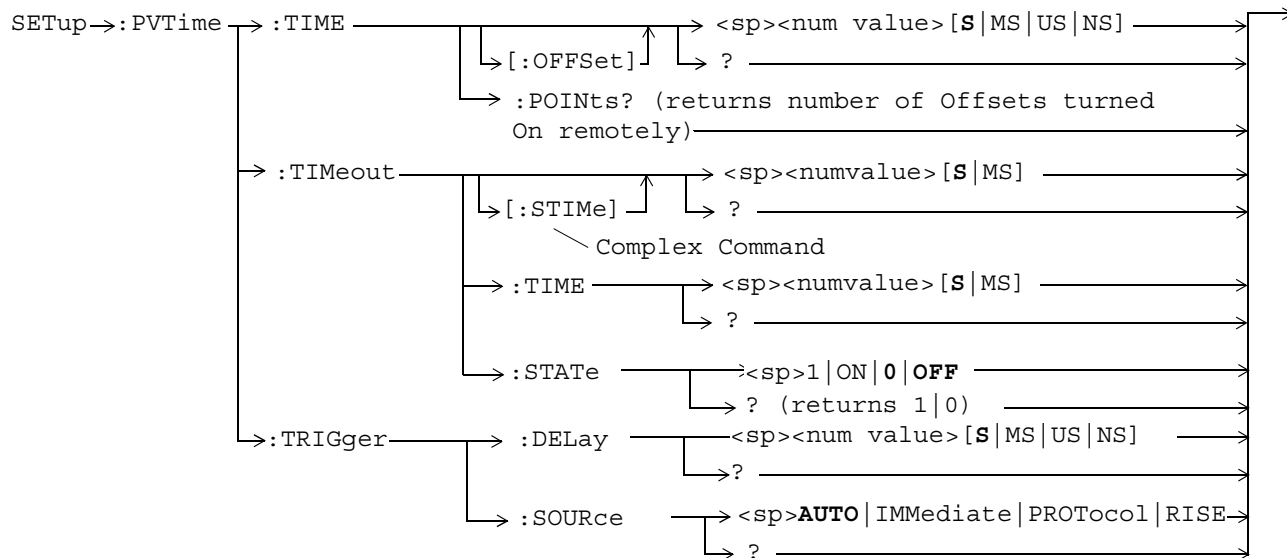 SETup :PVTime :TIME <sp><num value>[S|MS|US|NS]
[:OFFSet] ?
:POINts? (returns number of Offsets turned
On remotely)
:TIMeout <sp><numvalue>[S|MS]
[:STIMe] ?
Complex Command
:TIME <sp><numvalue>[S|MS]
?
:STATe <sp>1|ON|0|OFF
? (returns 1|0)
:TRIGger :DELay <sp><num value>[S|MS|US|NS]
?
:SOURce <sp>AUTO|IMMediate|PROTocol|RISE
?